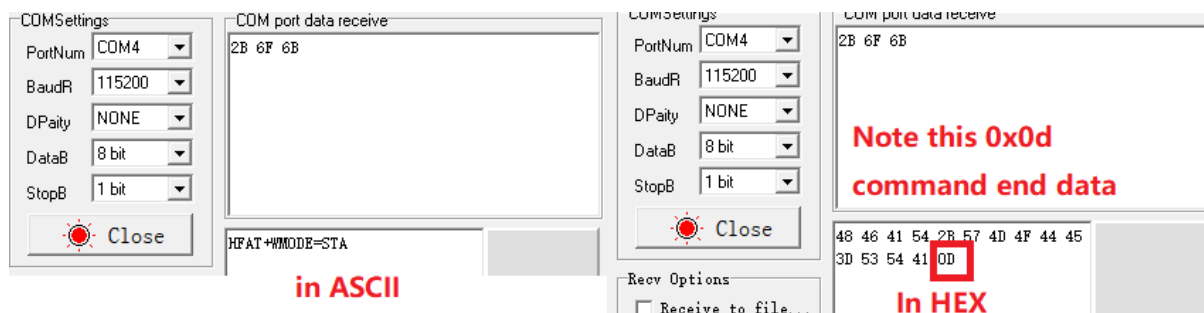 COMSettings
PortNum COM4
BaudR 115200
DPaity NONE
DataB 8 bit
StopB 1 bit
Close
COM port data receive
2B 6F 6B
HFAT+WMODE=STA
in ASCII
COMSettings
PortNum COM4
BaudR 115200
DPaity NONE
DataB 8 bit
StopB 1 bit
Close
Recv Options
Receive to file...
COM port data receive
2B 6F 6B
Note this 0x0d
command end data
48 46 41 54 2B 57 4D 4F 44 45
3D 53 54 41 0D
In HEX